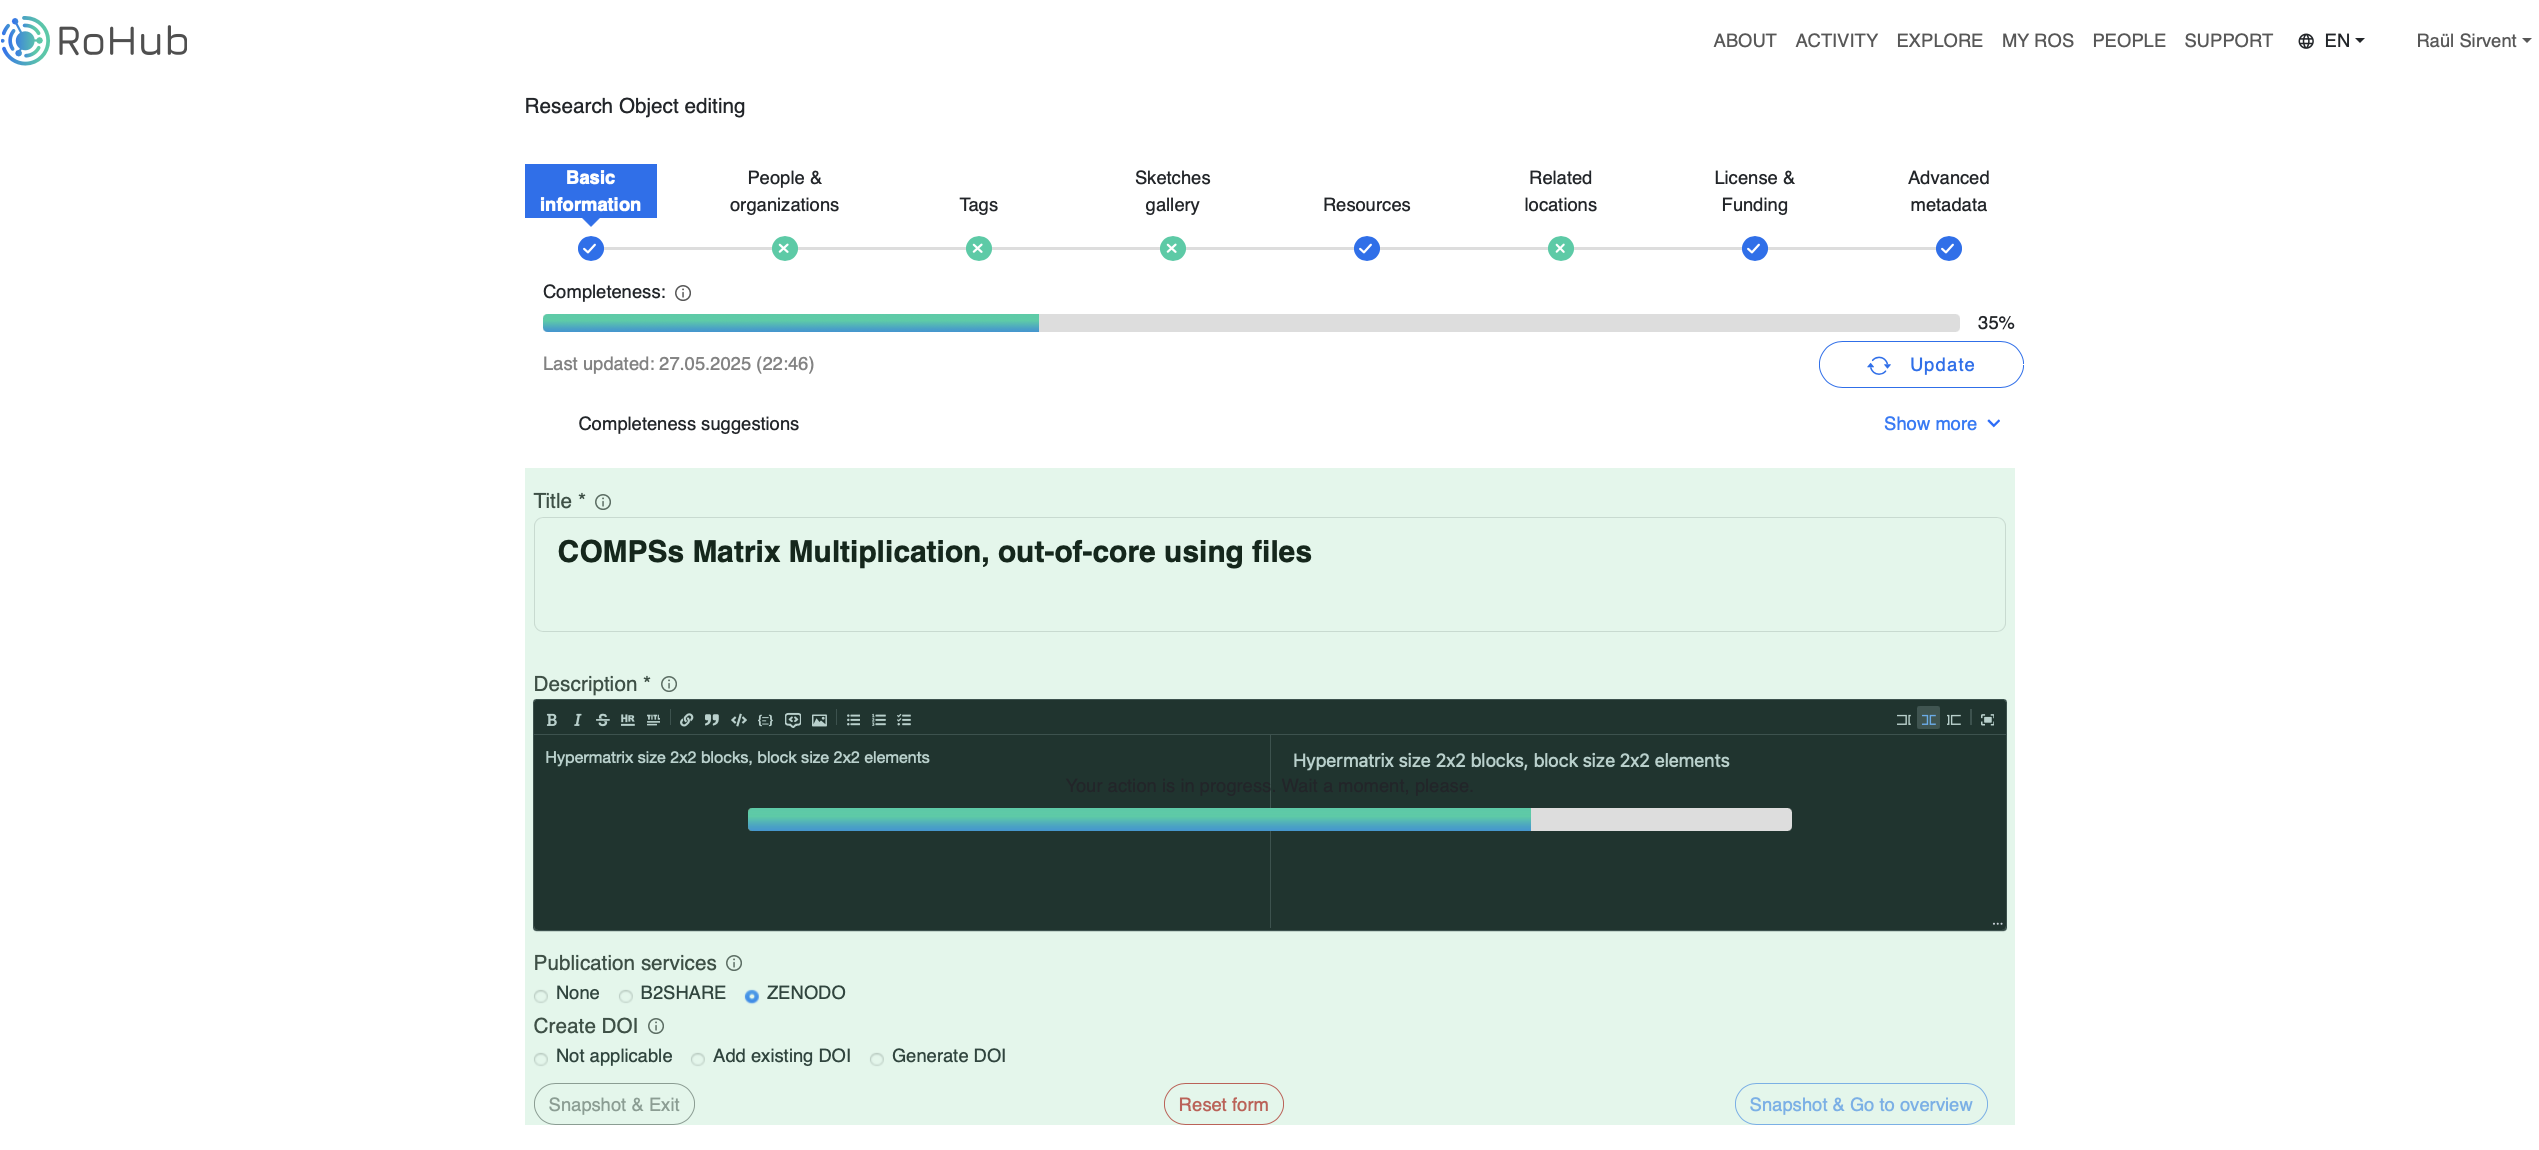 RoHub
ABOUT ACTIVITY EXPLORE MY ROS PEOPLE SUPPORT EN Raül Sirvent
Research Object editing
Basic information
People & organizations
Tags
Sketches gallery
Resources
Related locations
License & Funding
Advanced metadata
Completeness:
35%
Last updated: 27.05.2025 (22:46)
Update
Completeness suggestions
Show more
Title *
COMPSs Matrix Multiplication, out-of-core using files
Description *
Hypermatrix size 2x2 blocks, block size 2x2 elements
Hypermatrix size 2x2 blocks, block size 2x2 elements
Your action is in progress. Wait a moment, please.
Publication services
None B2SHARE ZENODO
Create DOI
Not applicable Add existing DOI Generate DOI
Snapshot & Exit
Reset form
Snapshot & Go to overview